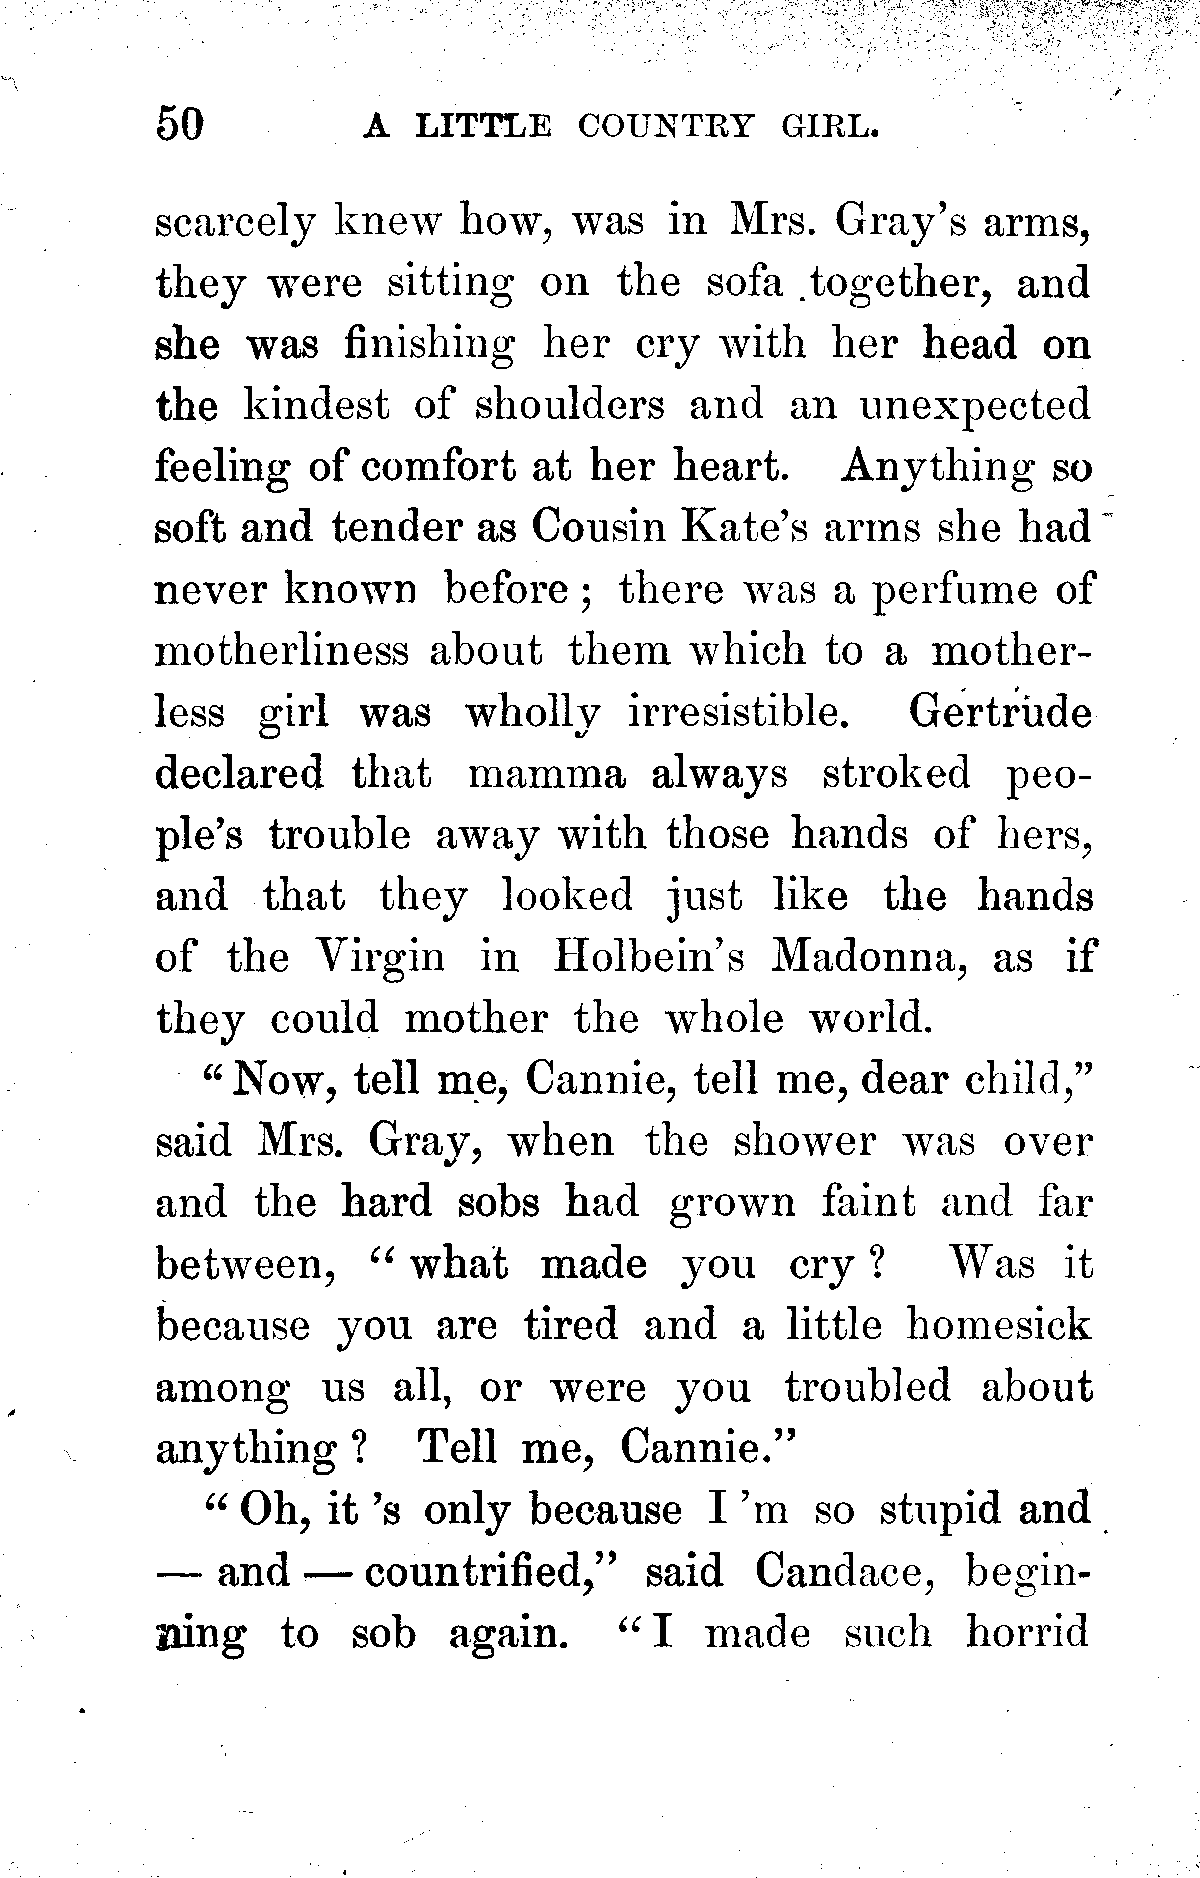 50 A LITTLE COUNTRY GIRL.
scarcely knew how, was in Mrs. Gray's arms,
they were sitting on the sofa together, and
she was finishing her cry with her head on
the kindest of shoulders and an unexpected
feeling of comfort at her heart. Anything so
soft and tender as Cousin Kate's arms she had
never known before; there was a perfume of
motherliness about them which to a mother-
less girl was wholly irresistible. Gertrude
declared that mamma always stroked peo-
ple's trouble away with those hands of hers,
and that they looked just like the hands
of the Virgin in Holbein's Madonna, as if
they could mother the whole world.
"Now, tell me, Cannie, tell me, dear child,"
said Mrs. Gray, when the shower was over
and the hard sobs had grown faint and far
between, "what made you cry? Was it
because you are tired and a little homesick
among us all, or were you troubled about
anything? Tell me, Cannie."
"Oh, it 's only because I 'm so stupid and
— and — countrified," said Candace, begin-
ning to sob again. "I made such horrid